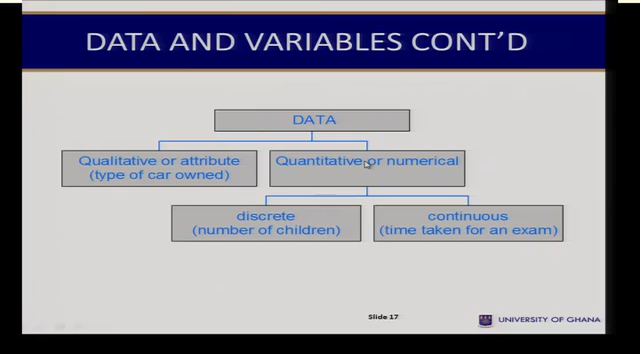 DATA AND VARIABLES CONT’D
DATA
Qualitative or attribute
(type of car owned)
Quantitative or numerical
discrete
(number of children)
continuous
(time taken for an exam)
Slide 17
UNIVERSITY OF GHANA